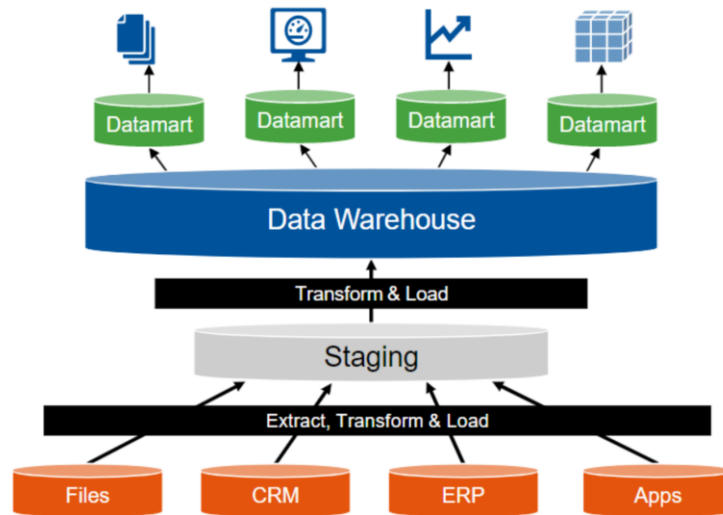 Datamart
Datamart
Datamart
Datamart
Data Warehouse
Transform & Load
Staging
Extract, Transform & Load
Files
CRM
ERP
Apps